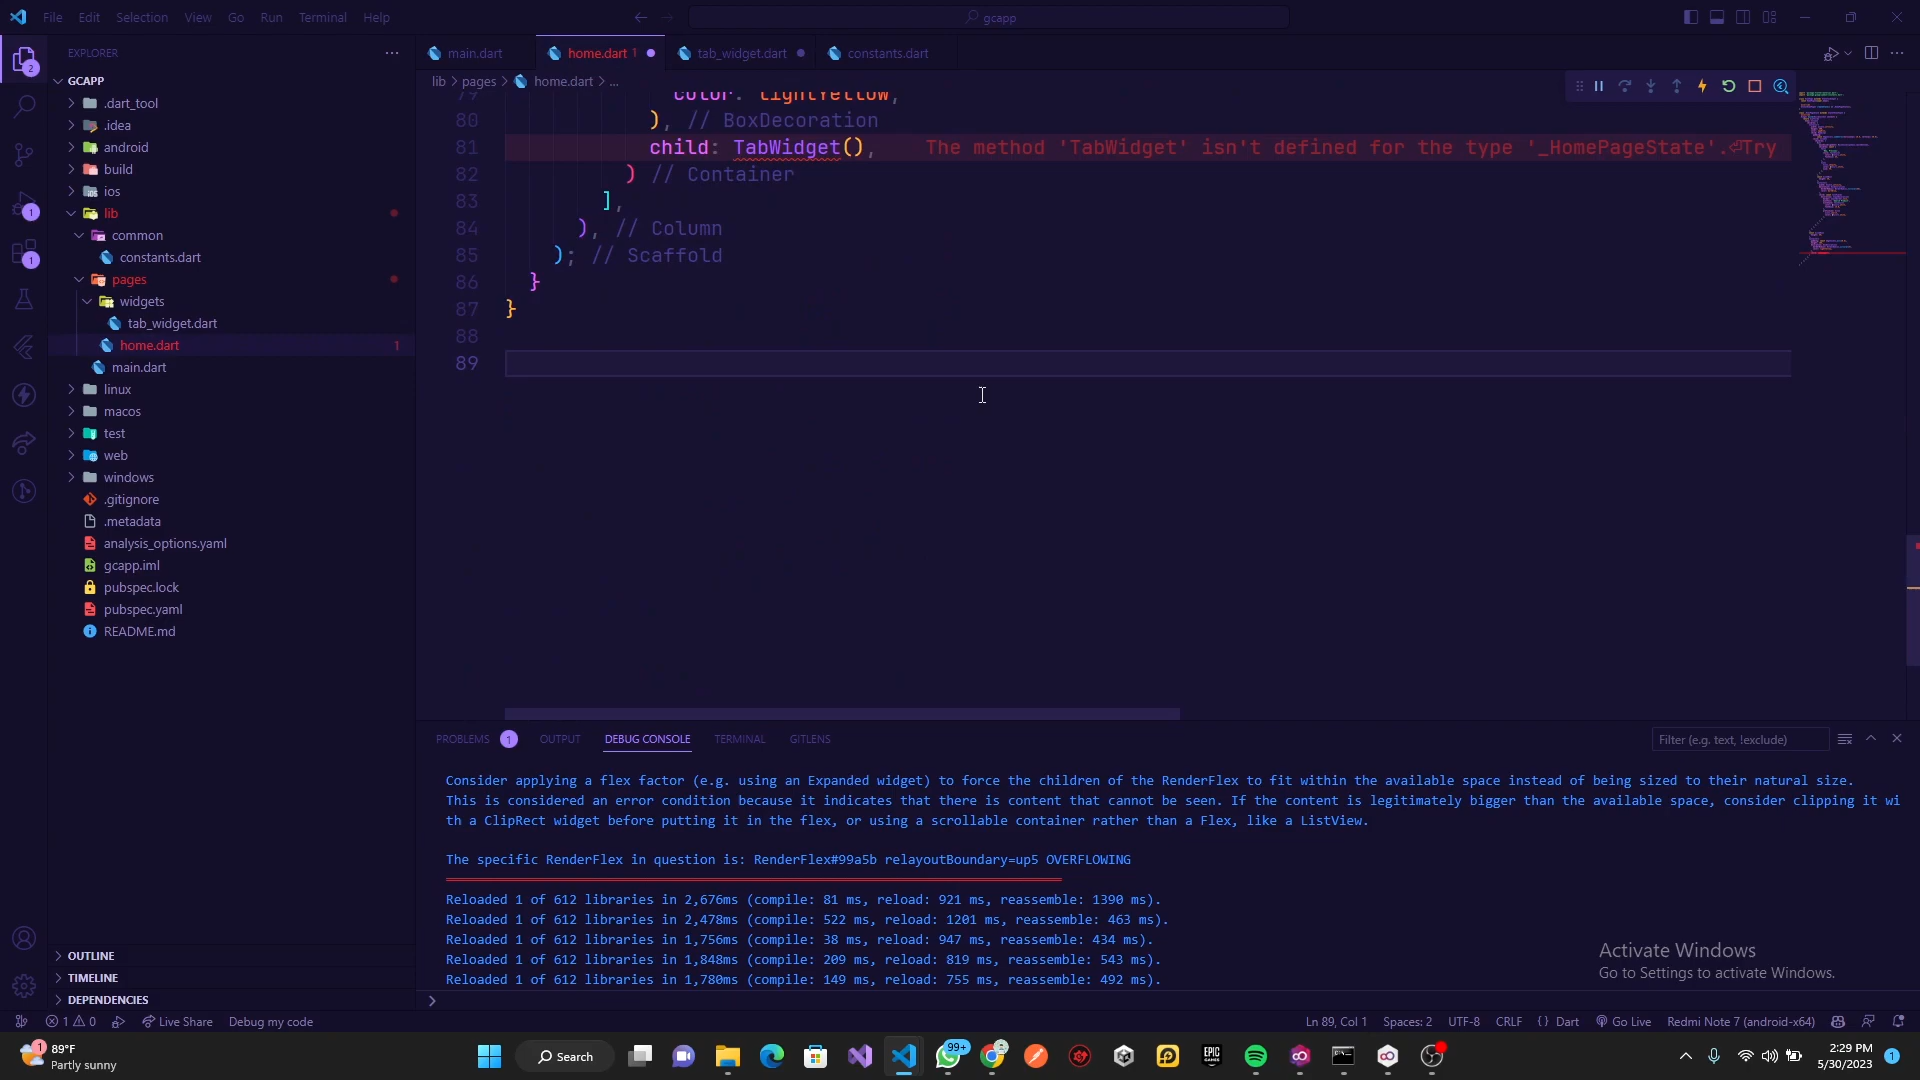 File Edit Selection View Go Run Terminal Help
gcapp
EXPLORER
2
GCAPP
.dart_tool
.idea
android
build
ios
1
lib
common
1
constants.dart
pages
widgets
tab_widget.dart
home.dart 1
main.dart
linux
macos
test
web
windows
.gitignore
.metadata
analysis_options.yaml
gcapp.iml
pubspec.lock
pubspec.yaml
README.md
OUTLINE
TIMELINE
DEPENDENCIES
main.dart
home.dart 1
tab_widget.dart
constants.dart
lib > pages > home.dart > ...
79 color: lightYellow,
80 ), // BoxDecoration
81 child: TabWidget(), The method 'TabWidget' isn't defined for the type '_HomePageState'.⏎Try
82 ) // Container
83 ],
84 ), // Column
85 ); // Scaffold
86 }
87 }
88
89
PROBLEMS 1 OUTPUT DEBUG CONSOLE TERMINAL GITLENS
Filter (e.g. text, !exclude)
Consider applying a flex factor (e.g. using an Expanded widget) to force the children of the RenderFlex to fit within the available space instead of being sized to their natural size.
This is considered an error condition because it indicates that there is content that cannot be seen. If the content is legitimately bigger than the available space, consider clipping it wi
th a ClipRect widget before putting it in the flex, or using a scrollable container rather than a Flex, like a ListView.
The specific RenderFlex in question is: RenderFlex#99a5b relayoutBoundary=up5 OVERFLOWING
Reloaded 1 of 612 libraries in 2,676ms (compile: 81 ms, reload: 921 ms, reassemble: 1390 ms).
Reloaded 1 of 612 libraries in 2,478ms (compile: 522 ms, reload: 1201 ms, reassemble: 463 ms).
Reloaded 1 of 612 libraries in 1,756ms (compile: 38 ms, reload: 947 ms, reassemble: 434 ms).
Reloaded 1 of 612 libraries in 1,848ms (compile: 209 ms, reload: 819 ms, reassemble: 543 ms).
Reloaded 1 of 612 libraries in 1,780ms (compile: 149 ms, reload: 755 ms, reassemble: 492 ms).
Activate Windows
Go to Settings to activate Windows.
1 0 Live Share Debug my code
Ln 89, Col 1 Spaces: 2 UTF-8 CRLF { } Dart Go Live Redmi Note 7 (android-x64)
1
89°F
Partly sunny
Search
99+
EPIC
GAMES
2:29 PM
5/30/2023
1